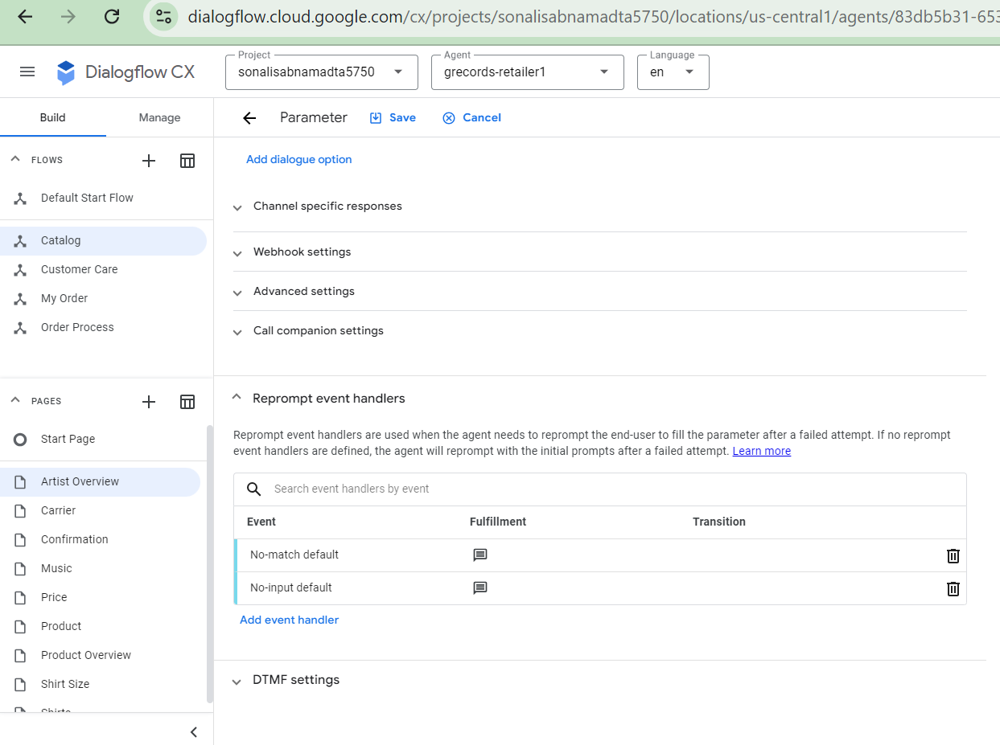 dialogflow.cloud.google.com/cx/projects/sonalisabnamadta5750/locations/us-central1/agents/83db5b31-653
Dialogflow CX
Project
sonalisabnamadta5750
Agent
grecords-retailer1
Language
en
Build
Manage
Parameter
Save
Cancel
FLOWS
Default Start Flow
Catalog
Customer Care
My Order
Order Process
PAGES
Start Page
Artist Overview
Carrier
Confirmation
Music
Price
Product
Product Overview
Shirt Size
Shirts
Add dialogue option
Channel specific responses
Webhook settings
Advanced settings
Call companion settings
Reprompt event handlers
Reprompt event handlers are used when the agent needs to reprompt the end-user to fill the parameter after a failed attempt. If no reprompt
event handlers are defined, the agent will reprompt with the initial prompts after a failed attempt. Learn more
Search event handlers by event
Event Fulfillment Transition
No-match default
No-input default
Add event handler
DTMF settings